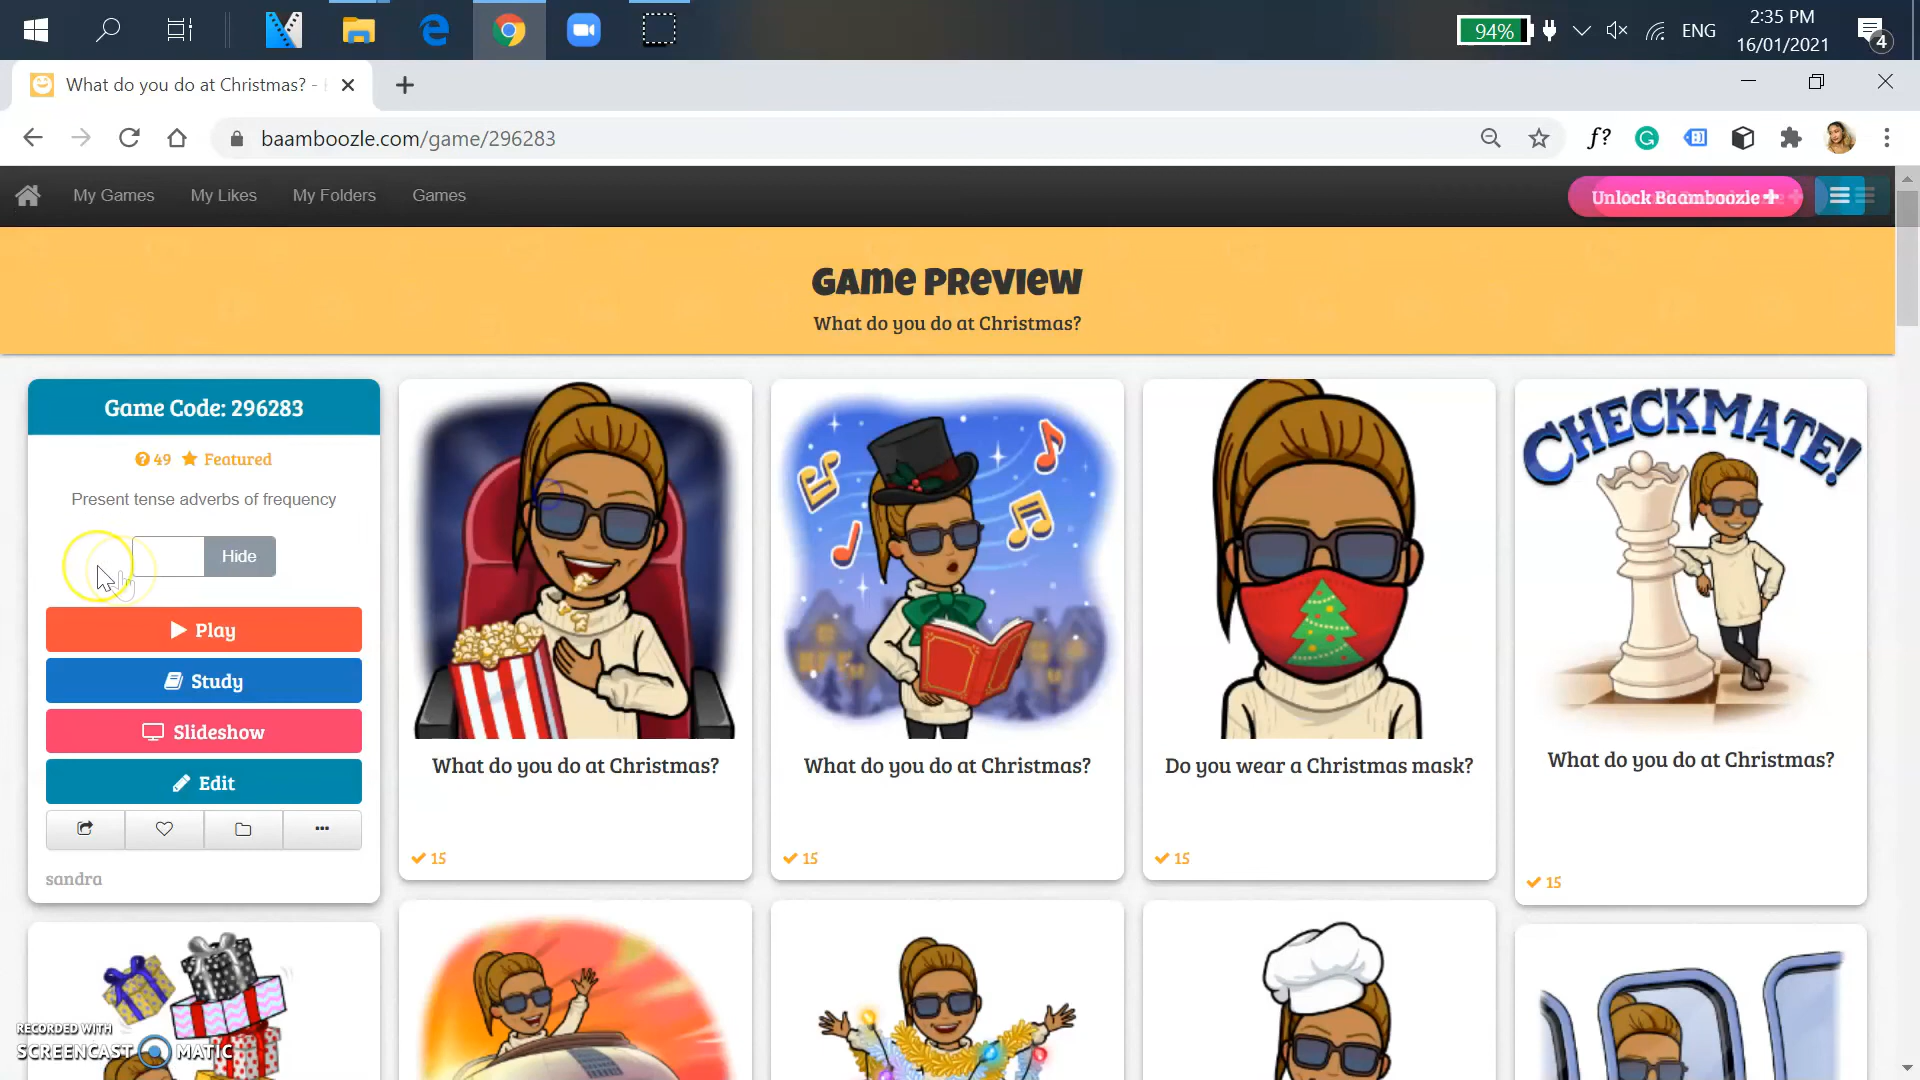 94%
ENG
2:35 PM
16/01/2021
4
What do you do at Christmas? -
baamboozle.com/game/296283
f?
My Games
My Likes
My Folders
Games
Unlock Baamboozle +
Game Preview
What do you do at Christmas?
Game Code: 296283
49 Featured
Present tense adverbs of frequency
Hide
Play
Study
Slideshow
Edit
sandra
What do you do at Christmas?
15
What do you do at Christmas?
15
Do you wear a Christmas mask?
15
CHECKMATE!
What do you do at Christmas?
15
RECORDED WITH
SCREENCAST MATIC